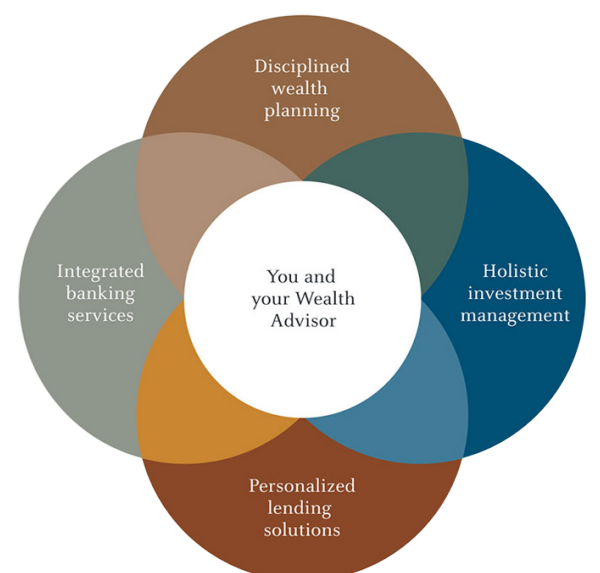 Disciplined
wealth
planning
Integrated
banking
services
You and
your Wealth
Advisor
Holistic
investment
management
Personalized
lending
solutions